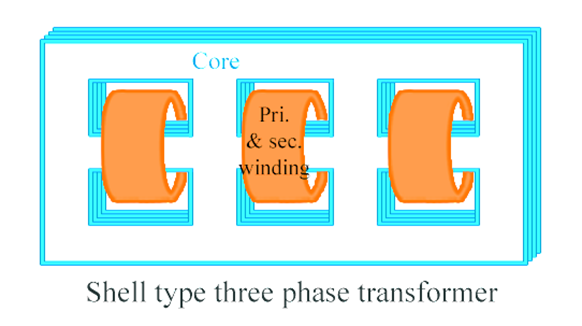 Core
Pri.
& sec.
winding
Shell type three phase transformer